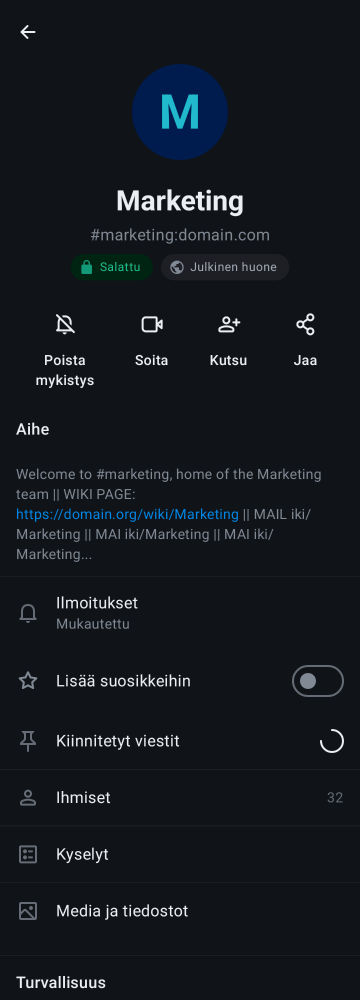 M
Marketing
#marketing:domain.com
Salattu Julkinen huone
Poista mykistys
Soita
Kutsu
Jaa
Aihe
Welcome to #marketing, home of the Marketing
team || WIKI PAGE:
https://domain.org/wiki/Marketing || MAIL iki/
Marketing || MAI iki/Marketing || MAI iki/
Marketing...
Ilmoitukset
Mukautettu
Lisää suosikkeihin
Kiinnitetyt viestit
Ihmiset 32
Kyselyt
Media ja tiedostot
Turvallisuus